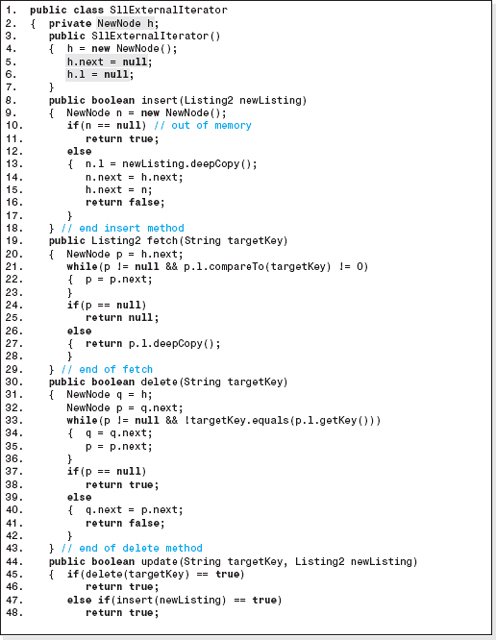 1. public class SllExternalIterator
2. { private NewNode h;
3. public SllExternalIterator()
4. { h = new NewNode();
5. h.next = null;
6. h.l = null;
7. }
8. public boolean insert(Listing2 newListing)
9. { NewNode n = new NewNode();
10. if(n == null) // out of memory
11. return true;
12. else
13. { n.l = newListing.deepCopy();
14. n.next = h.next;
15. h.next = n;
16. return false;
17. }
18. } // end insert method
19. public Listing2 fetch(String targetKey)
20. { NewNode p = h.next;
21. while(p != null && p.l.compareTo(targetKey) != 0)
22. { p = p.next;
23. }
24. if(p == null)
25. return null;
26. else
27. { return p.l.deepCopy();
28. }
29. } // end of fetch
30. public boolean delete(String targetKey)
31. { NewNode q = h;
32. NewNode p = q.next;
33. while(p != null && !targetKey.equals(p.l.getKey()))
34. { q = q.next;
35. p = p.next;
36. }
37. if(p == null)
38. return true;
39. else
40. { q.next = p.next;
41. return false;
42. }
43. } // end of delete method
44. public boolean update(String targetKey, Listing2 newListing)
45. { if(delete(targetKey) == true)
46. return true;
47. else if(insert(newListing) == true)
48. return true;